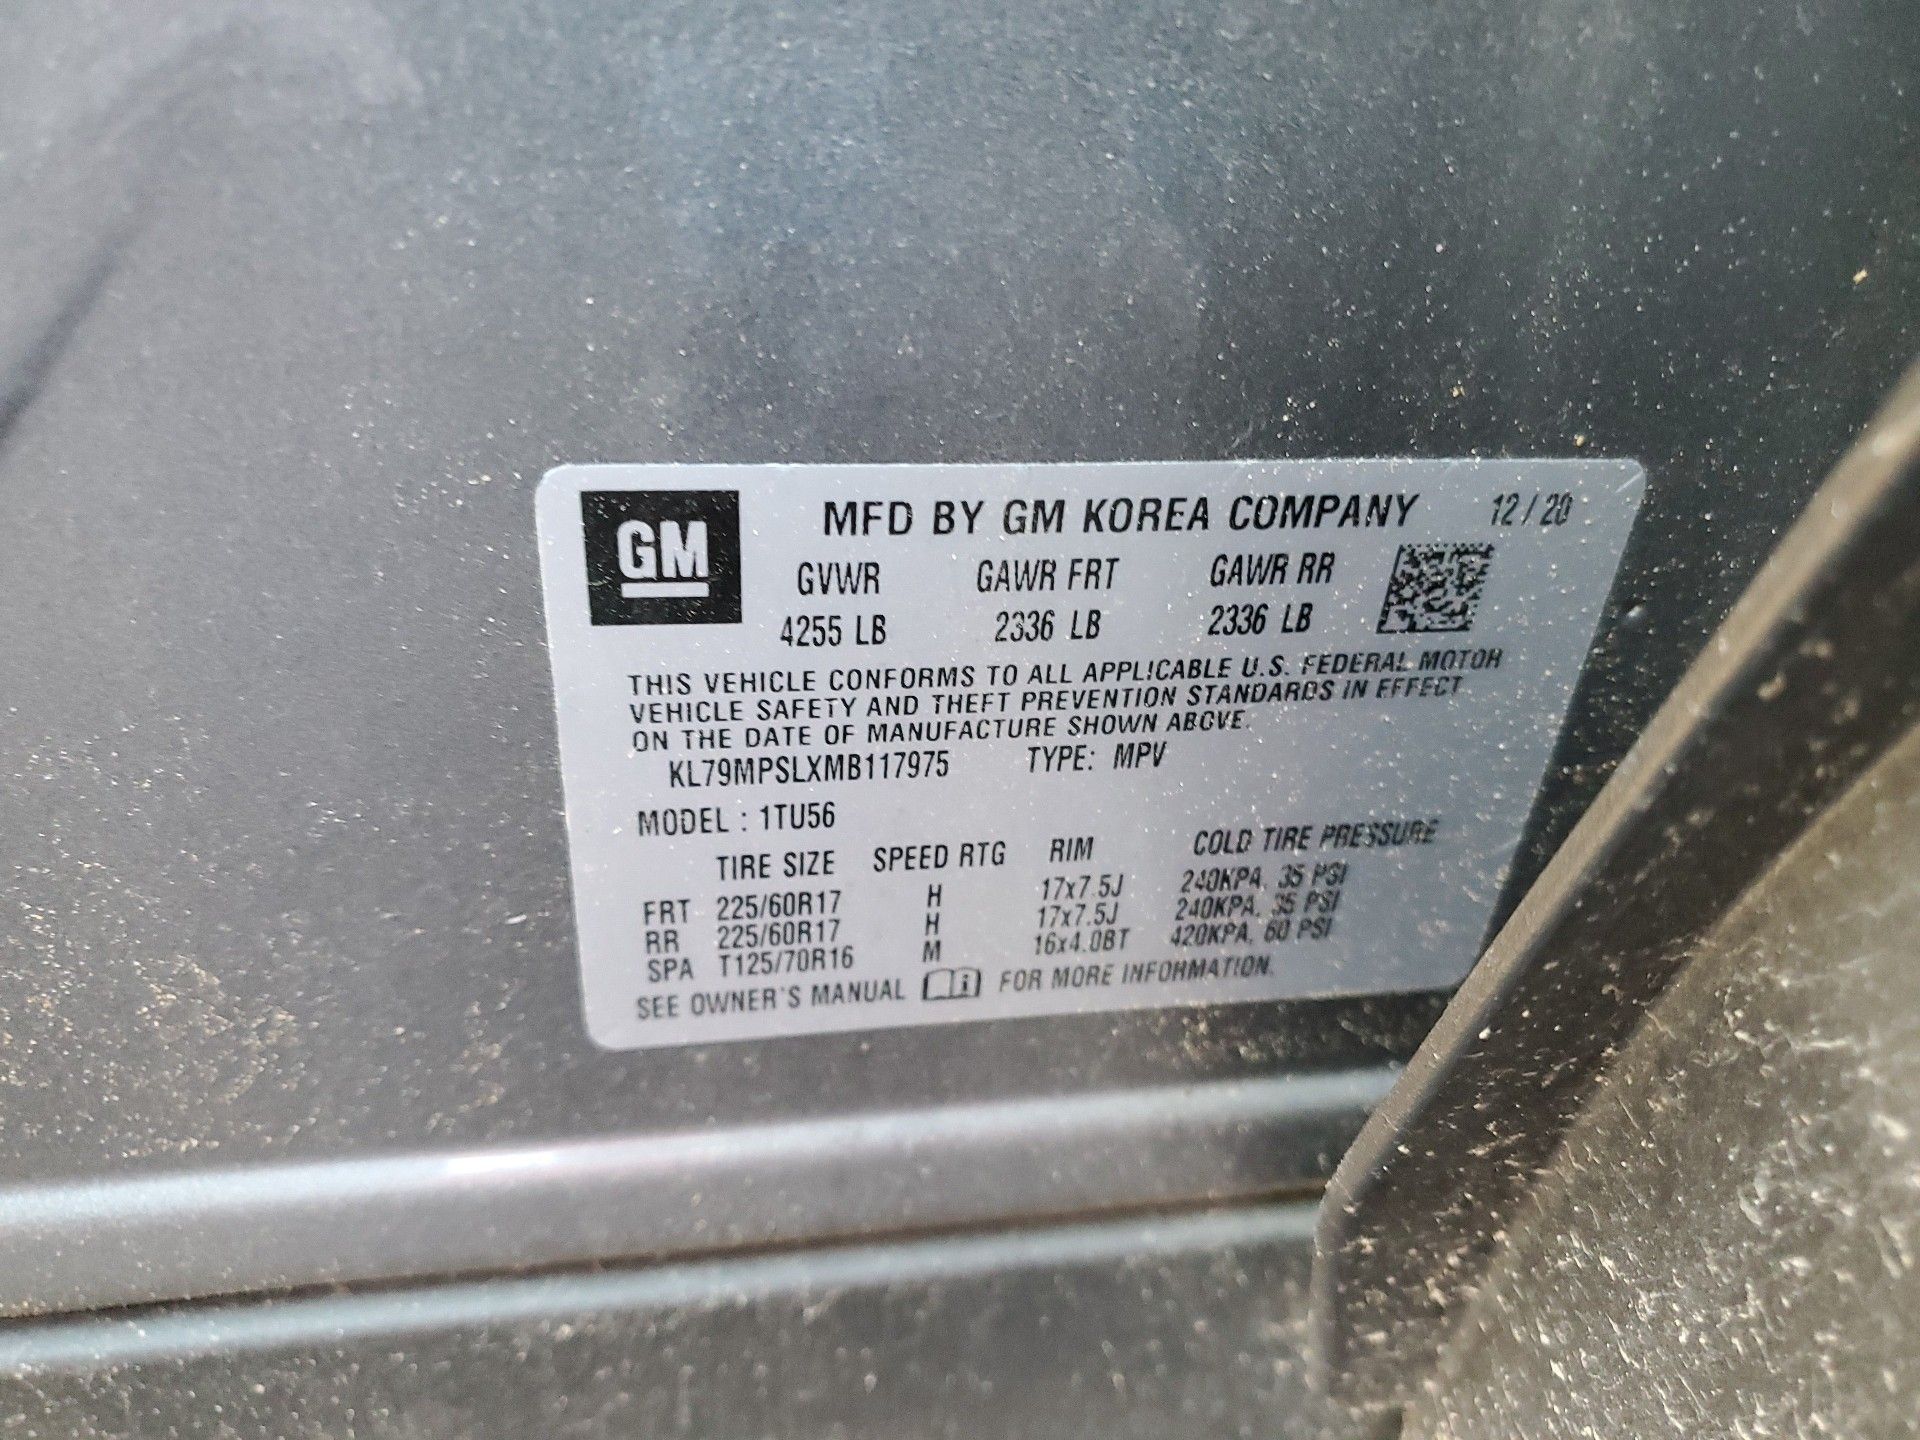 GM
MFD BY GM KOREA COMPANY 12/20
GVWR GAWR FRT GAWR RR
4255 LB 2336 LB 2336 LB
THIS VEHICLE CONFORMS TO ALL APPLICABLE U.S. FEDERAL MOTOR
VEHICLE SAFETY AND THEFT PREVENTION STANDARDS IN EFFECT
ON THE DATE OF MANUFACTURE SHOWN ABOVE.
KL79MPSLXMB117975 TYPE: MPV
MODEL : 1TU56
TIRE SIZE SPEED RTG RIM COLD TIRE PRESSURE
FRT 225/60R17 H 17x7.5J 240KPA, 35 PSI
RR 225/60R17 H 17x7.5J 240KPA, 35 PSI
SPA T125/70R16 M 16x4.0BT 420KPA, 60 PSI
SEE OWNER'S MANUAL i FOR MORE INFORMATION.